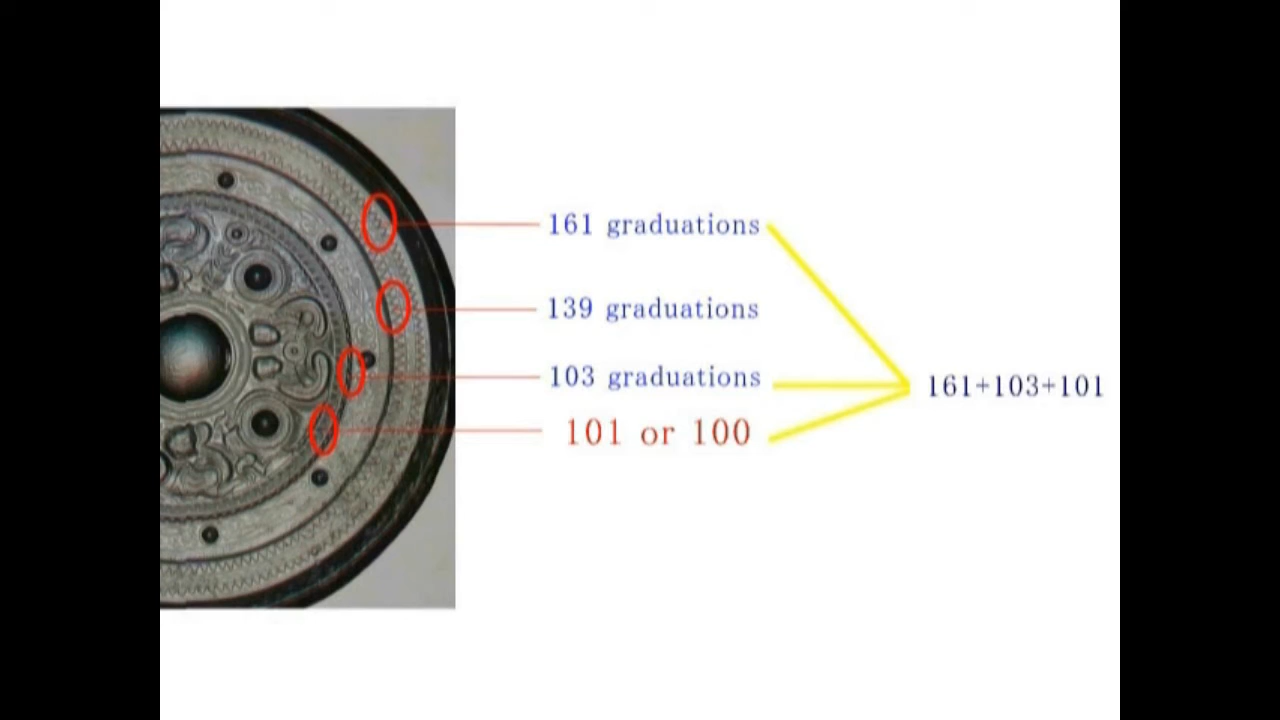 161 graduations
139 graduations
103 graduations
161+103+101
101 or 100